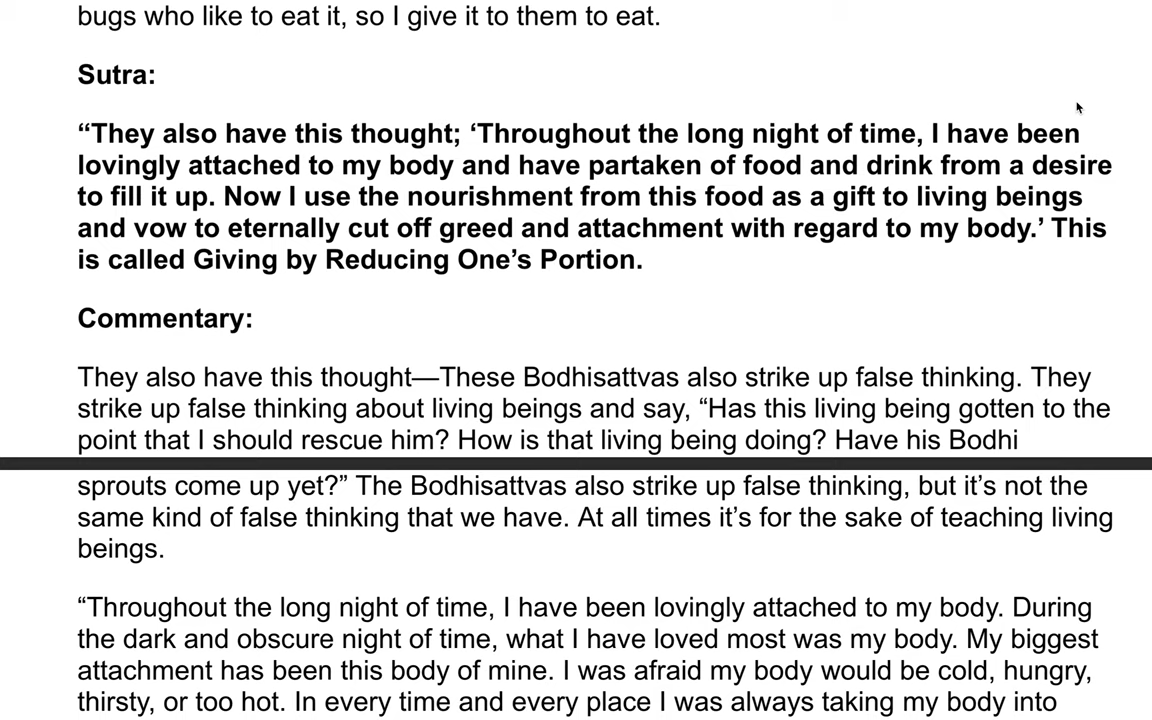 bugs who like to eat it, so I give it to them to eat.
Sutra:
“They also have this thought; ‘Throughout the long night of time, I have been
lovingly attached to my body and have partaken of food and drink from a desire
to fill it up. Now I use the nourishment from this food as a gift to living beings
and vow to eternally cut off greed and attachment with regard to my body.’ This
is called Giving by Reducing One’s Portion.
Commentary:
They also have this thought—These Bodhisattvas also strike up false thinking. They
strike up false thinking about living beings and say, “Has this living being gotten to the
point that I should rescue him? How is that living being doing? Have his Bodhi
sprouts come up yet?” The Bodhisattvas also strike up false thinking, but it’s not the
same kind of false thinking that we have. At all times it’s for the sake of teaching living
beings.
“Throughout the long night of time, I have been lovingly attached to my body. During
the dark and obscure night of time, what I have loved most was my body. My biggest
attachment has been this body of mine. I was afraid my body would be cold, hungry,
thirsty, or too hot. In every time and every place I was always taking my body into